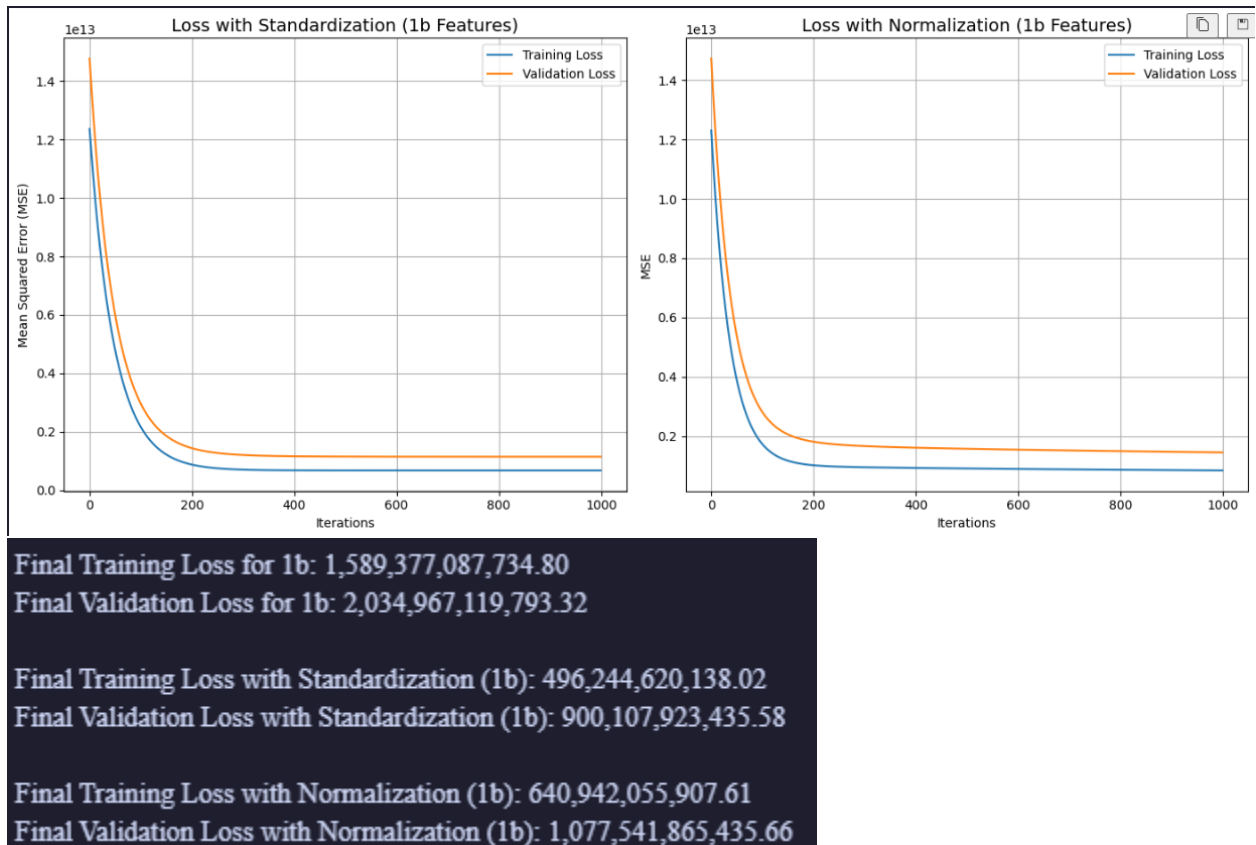 Loss with Standardization (1b Features)
1e13
Training Loss
Validation Loss
1.4
1.2
1.0
0.8
0.6
0.4
0.2
0.0
Mean Squared Error (MSE)
0 200 400 600 800 1000
Iterations
Loss with Normalization (1b Features)
1e13
Training Loss
Validation Loss
1.4
1.2
1.0
0.8
0.6
0.4
0.2
MSE
0 200 400 600 800 1000
Iterations
Final Training Loss for 1b: 1,589,377,087,734.80
Final Validation Loss for 1b: 2,034,967,119,793.32
Final Training Loss with Standardization (1b): 496,244,620,138.02
Final Validation Loss with Standardization (1b): 900,107,923,435.58
Final Training Loss with Normalization (1b): 640,942,055,907.61
Final Validation Loss with Normalization (1b): 1,077,541,865,435.66